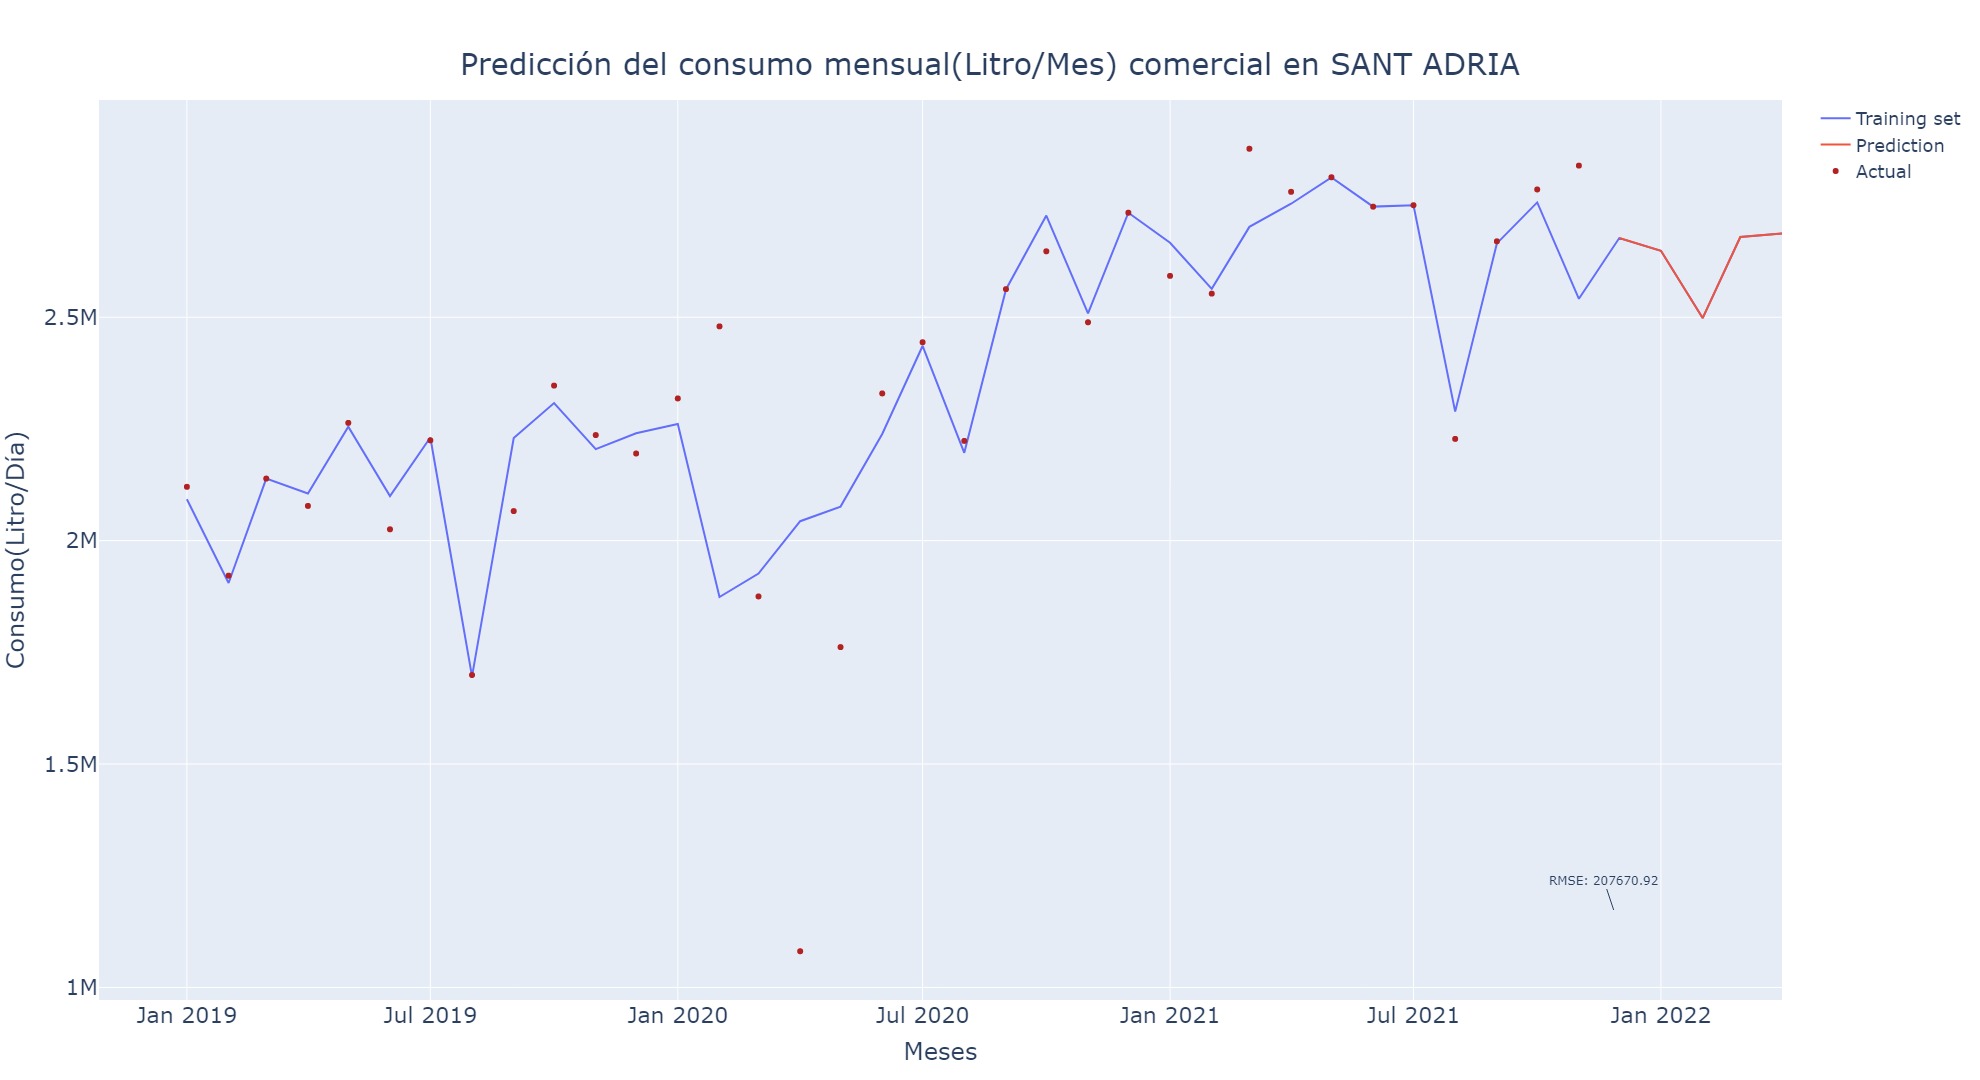 Predicción del consumo mensual(Litro/Mes) comercial en SANT ADRIA
Training set
Prediction
Actual
Consumo(Litro/Día)
2.5M
2M
1.5M
1M
RMSE: 207670.92
Jan 2019
Jul 2019
Jan 2020
Jul 2020
Jan 2021
Jul 2021
Jan 2022
Meses